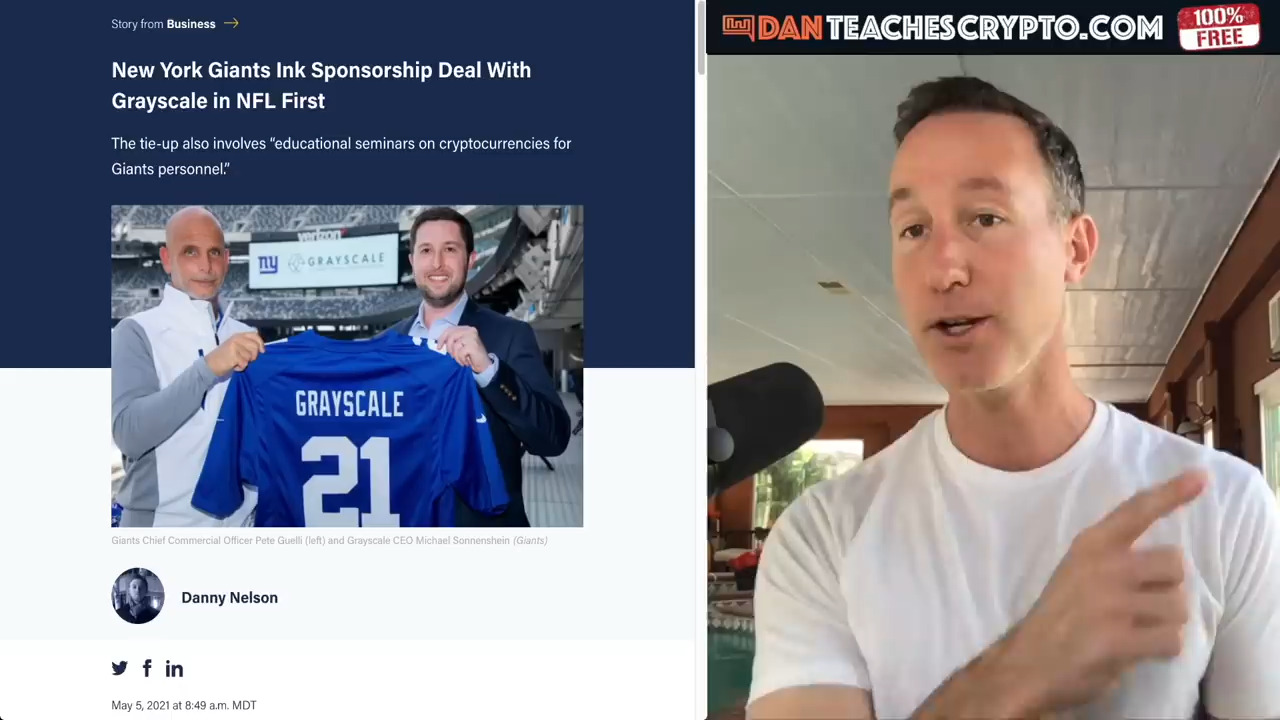 Story from Business →
New York Giants Ink Sponsorship Deal With
Grayscale in NFL First
The tie-up also involves “educational seminars on cryptocurrencies for
Giants personnel.”
verizon
ny GRAYSCALE
GRAYSCALE
21
Giants Chief Commercial Officer Pete Guelli (left) and Grayscale CEO Michael Sonnenshein (Giants)
Danny Nelson
May 5, 2021 at 8:49 a.m. MDT
DANTEACHESCRYPTO.COM
100%
FREE